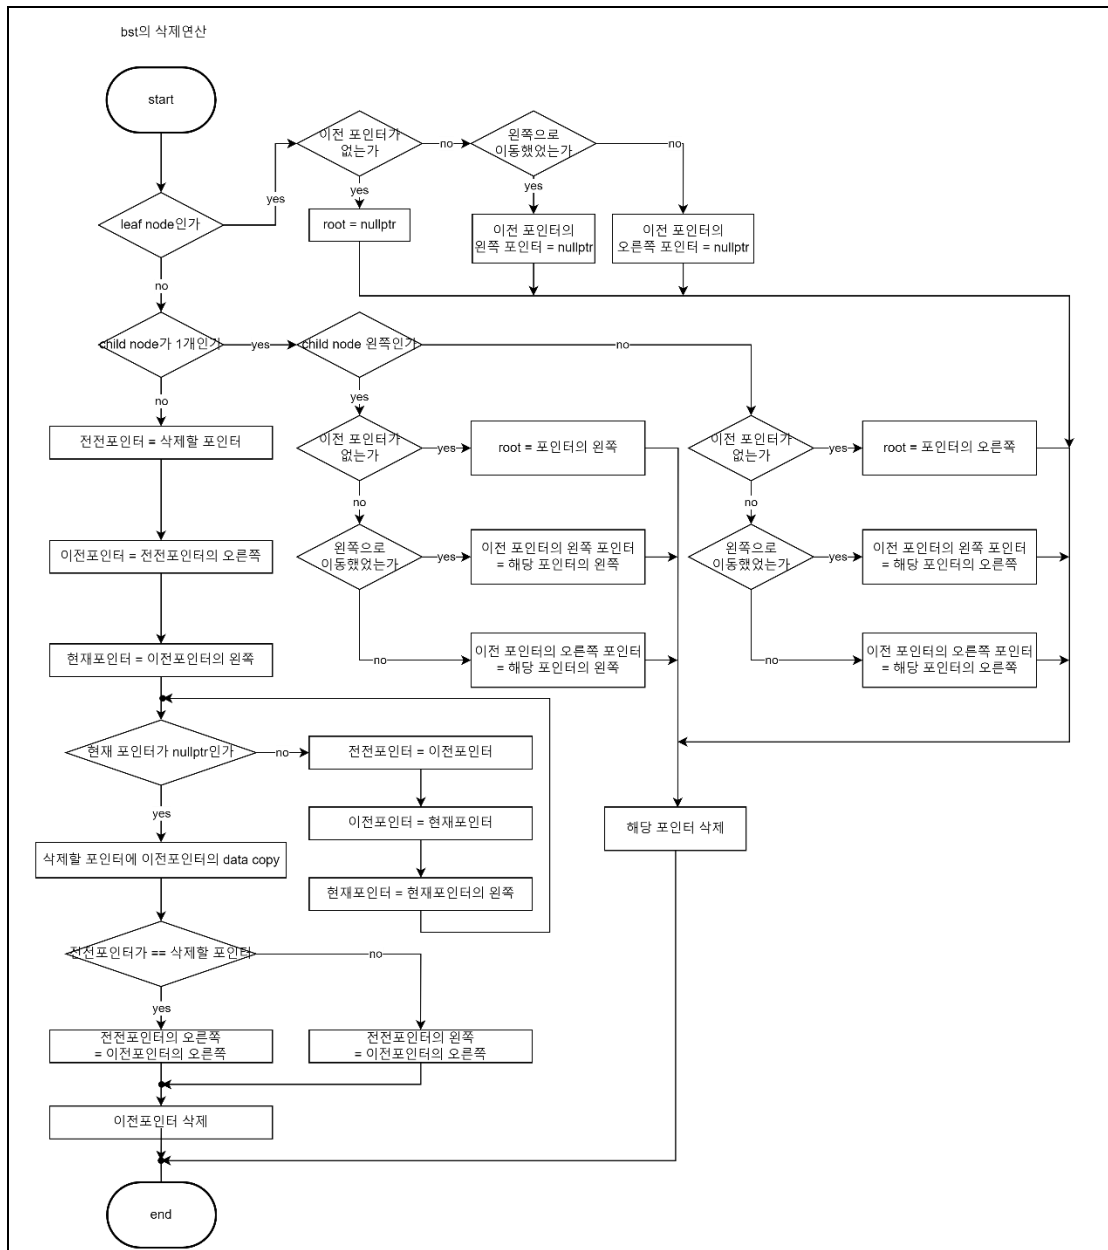 bst의 삭제연산
start
이전 포인터가
없는가
no
왼쪽으로
이동했었는가
no
yes
yes
yes
leaf node인가
root = nullptr
이전 포인터의
왼쪽 포인터 = nullptr
이전 포인터의
오른쪽 포인터 = nullptr
no
child node가 1개인가
yes
child node 왼쪽인가
no
no
yes
전전포인터 = 삭제할 포인터
이전 포인터가
없는가
yes
root = 포인터의 왼쪽
이전 포인터가
없는가
yes
root = 포인터의 오른쪽
no
no
이전포인터 = 전전포인터의 오른쪽
왼쪽으로
이동했었는가
yes
이전 포인터의 왼쪽 포인터
= 해당 포인터의 왼쪽
왼쪽으로
이동했었는가
yes
이전 포인터의 왼쪽 포인터
= 해당 포인터의 오른쪽
현재포인터 = 이전포인터의 왼쪽
no
이전 포인터의 오른쪽 포인터
= 해당 포인터의 왼쪽
no
이전 포인터의 오른쪽 포인터
= 해당 포인터의 오른쪽
현재 포인터가 nullptr인가
no
전전포인터 = 이전포인터
yes
이전포인터 = 현재포인터
해당 포인터 삭제
삭제할 포인터에 이전포인터의 data copy
현재포인터 = 현재포인터의 왼쪽
전전포인터가 == 삭제할 포인터
no
yes
전전포인터의 오른쪽
= 이전포인터의 오른쪽
전전포인터의 왼쪽
= 이전포인터의 오른쪽
이전포인터 삭제
end